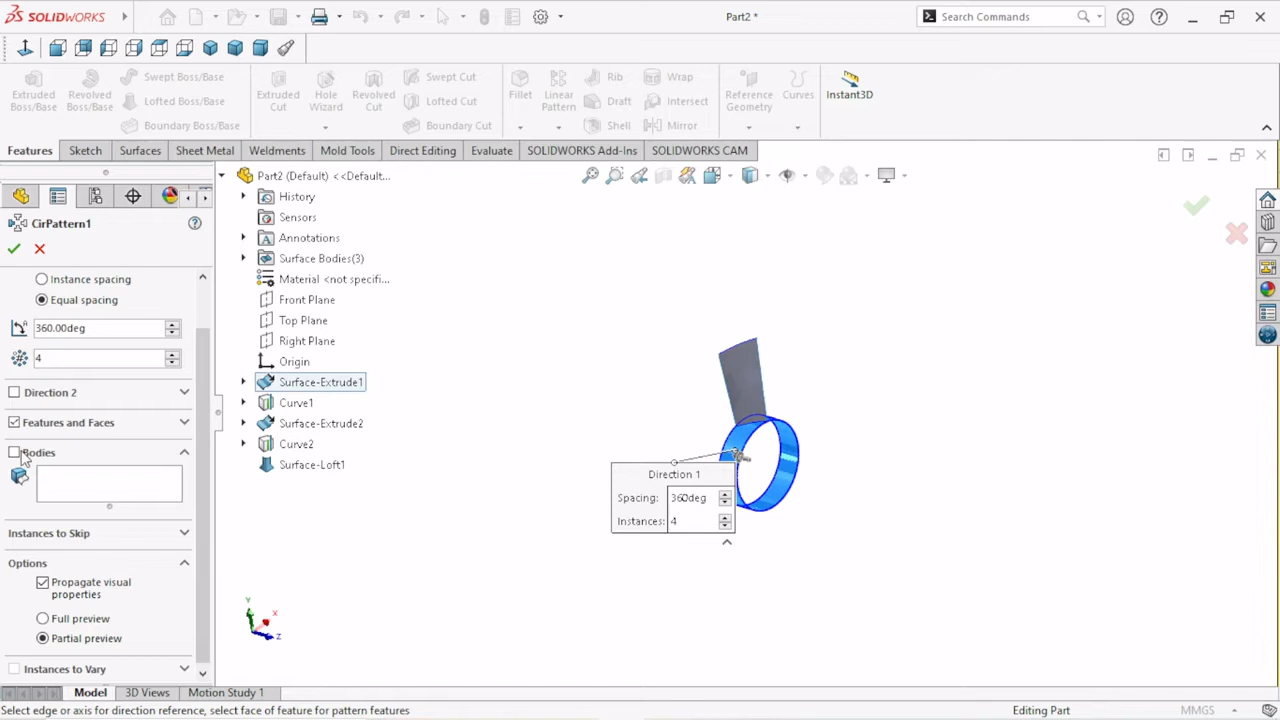 SOLIDWORKS
Part2 *
Search Commands
Extruded Boss/Base
Revolved Boss/Base
Swept Boss/Base
Lofted Boss/Base
Boundary Boss/Base
Extruded Cut
Hole Wizard
Revolved Cut
Swept Cut
Lofted Cut
Boundary Cut
Fillet
Linear Pattern
Rib
Draft
Shell
Wrap
Intersect
Mirror
Reference Geometry
Curves
Instant3D
Features
Sketch
Surfaces
Sheet Metal
Weldments
Mold Tools
Direct Editing
Evaluate
SOLIDWORKS Add-Ins
SOLIDWORKS CAM
CirPattern1
Instance spacing
Equal spacing
360.00deg
4
Direction 2
Features and Faces
Bodies
Instances to Skip
Options
Propagate visual
properties
Full preview
Partial preview
Instances to Vary
Part2 (Default) <<Default...
History
Sensors
Annotations
Surface Bodies(3)
Material <not specifi...
Front Plane
Top Plane
Right Plane
Origin
Surface-Extrude1
Curve1
Surface-Extrude2
Curve2
Surface-Loft1
Direction 1
Spacing: 360deg
Instances: 4
Y
X
Z
Model
3D Views
Motion Study 1
Select edge or axis for direction reference, select face of feature for pattern features
Editing Part
MMGS